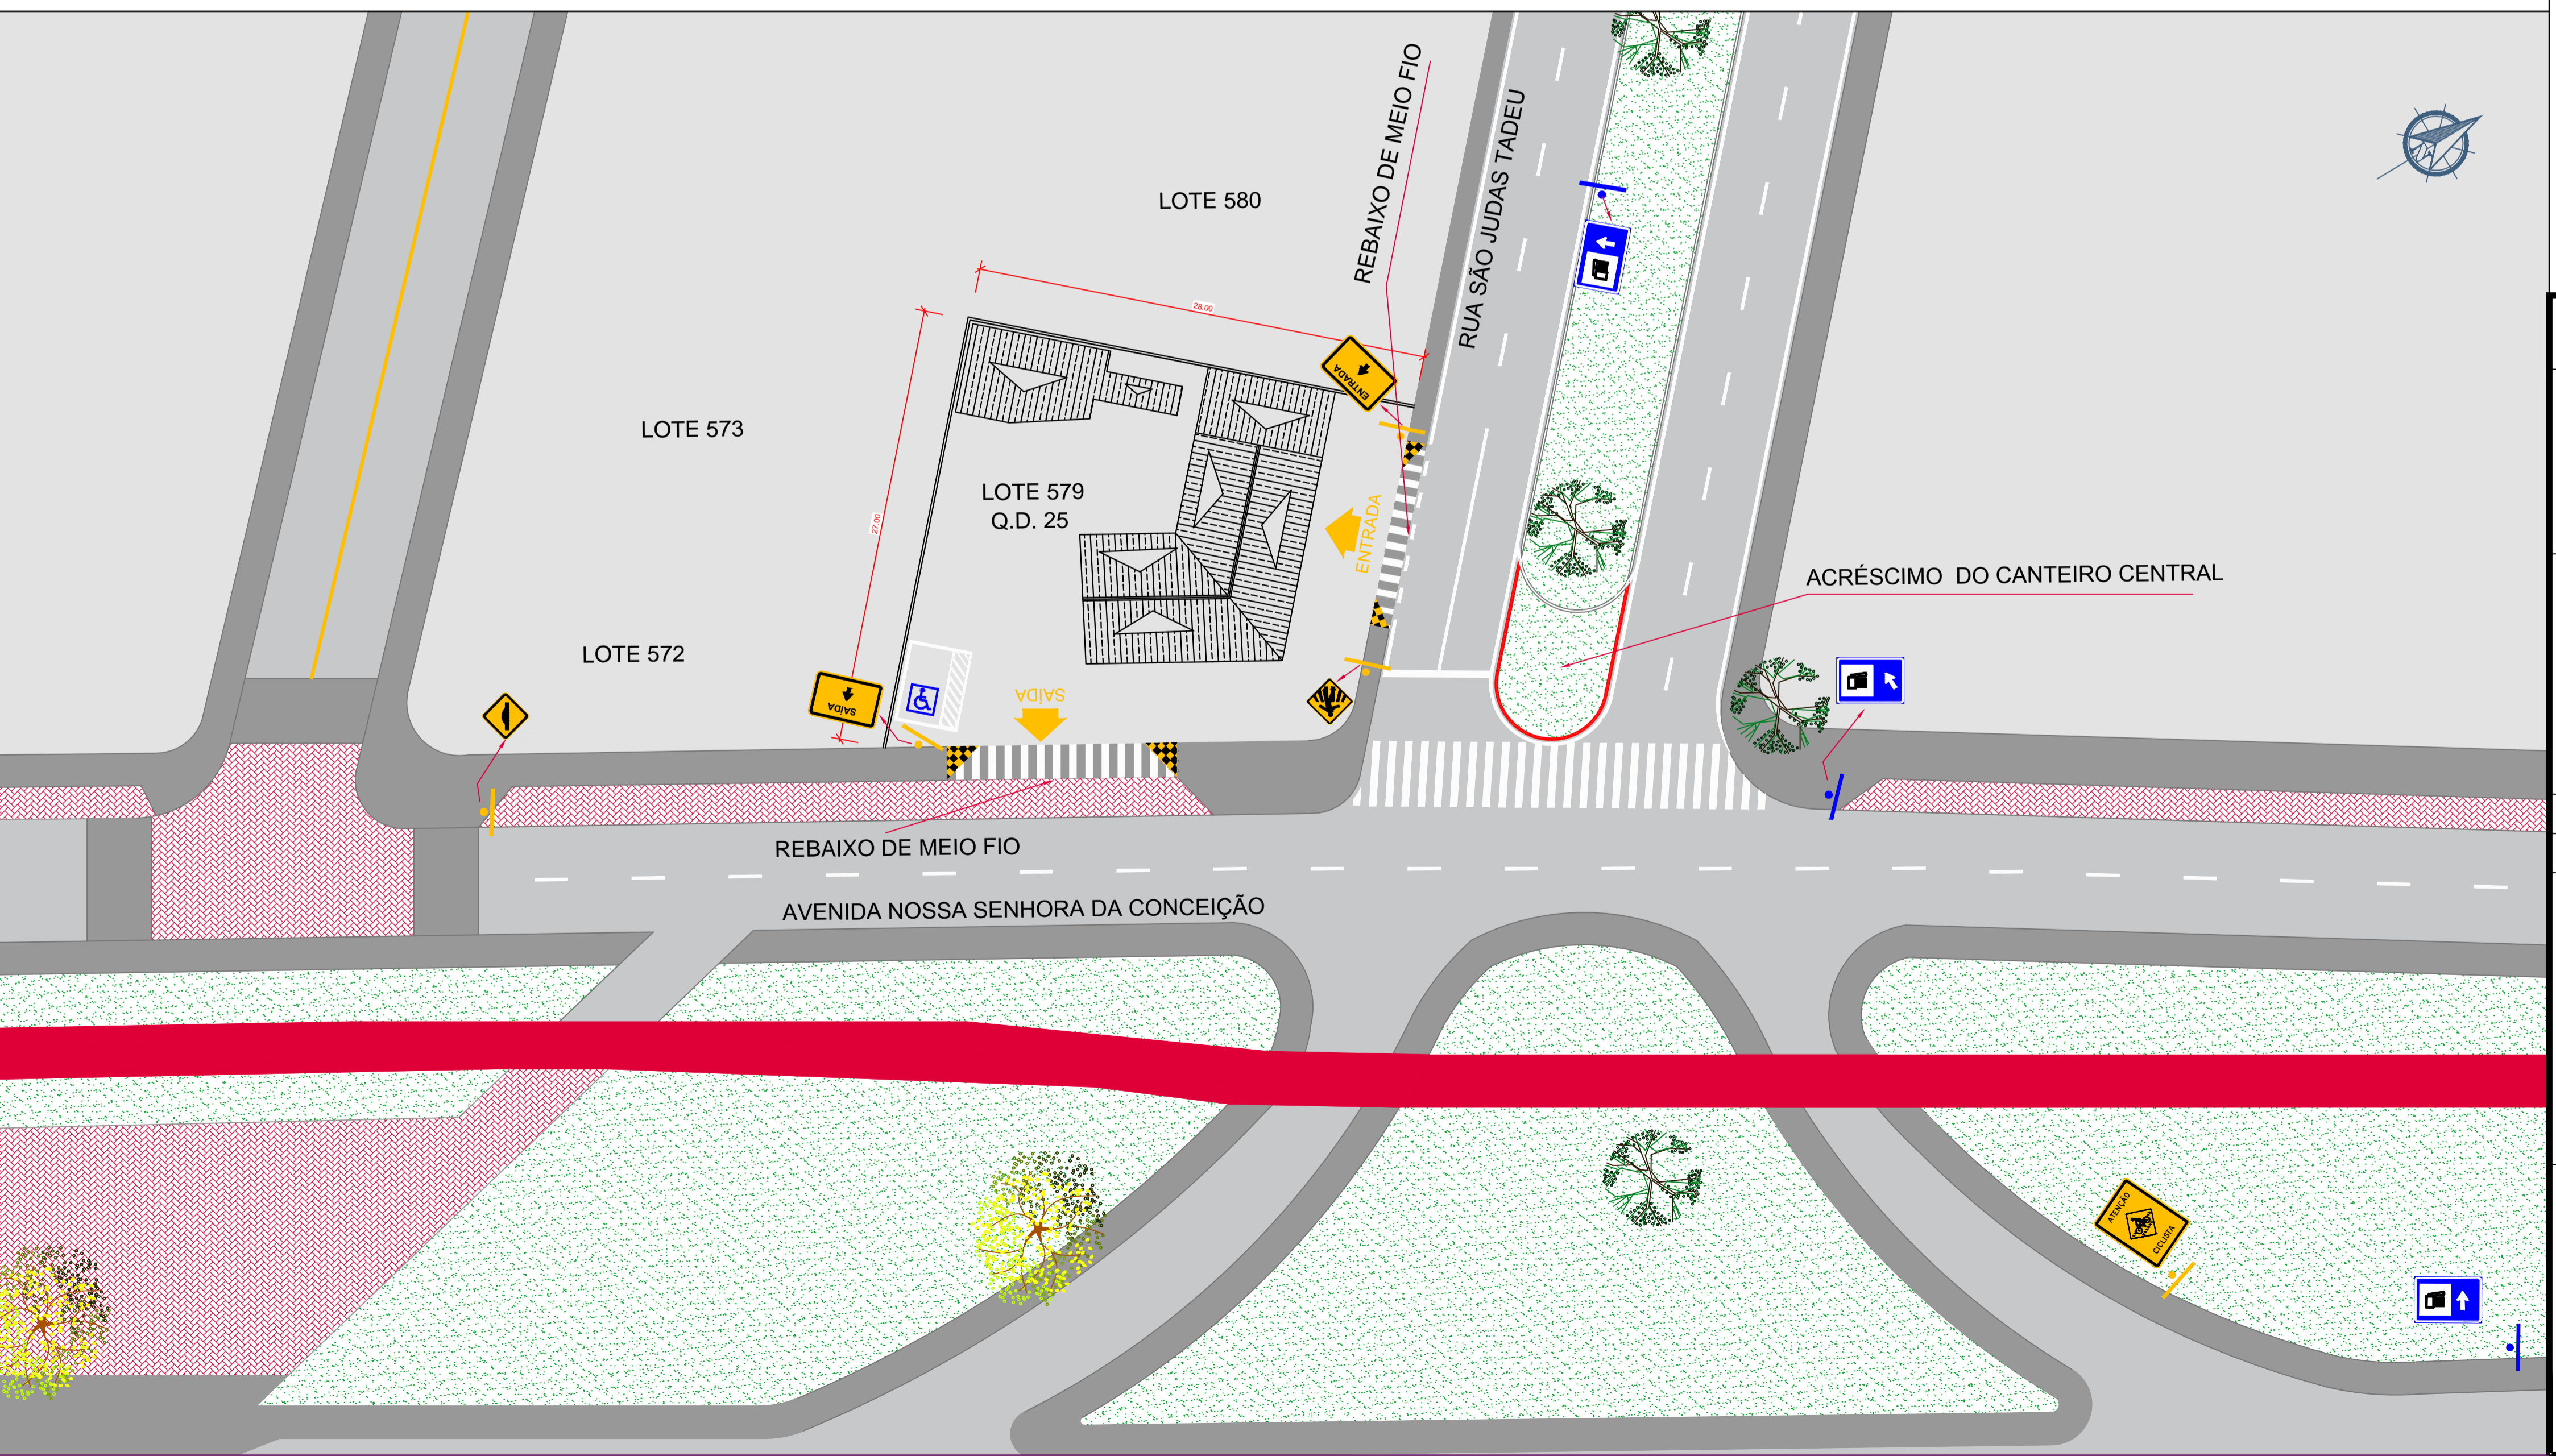 REBAIXO DE MEIO FIO
RUA SÃO JUDAS TADEU
LOTE 580
28.00
ENTRADA
LOTE 573
LOTE 579
Q.D. 25
27.00
ENTRADA
ACRÉSCIMO DO CANTEIRO CENTRAL
LOTE 572
SAÍDA
SAÍDA
REBAIXO DE MEIO FIO
AVENIDA NOSSA SENHORA DA CONCEIÇÃO
ATENÇÃO
CICLISTA